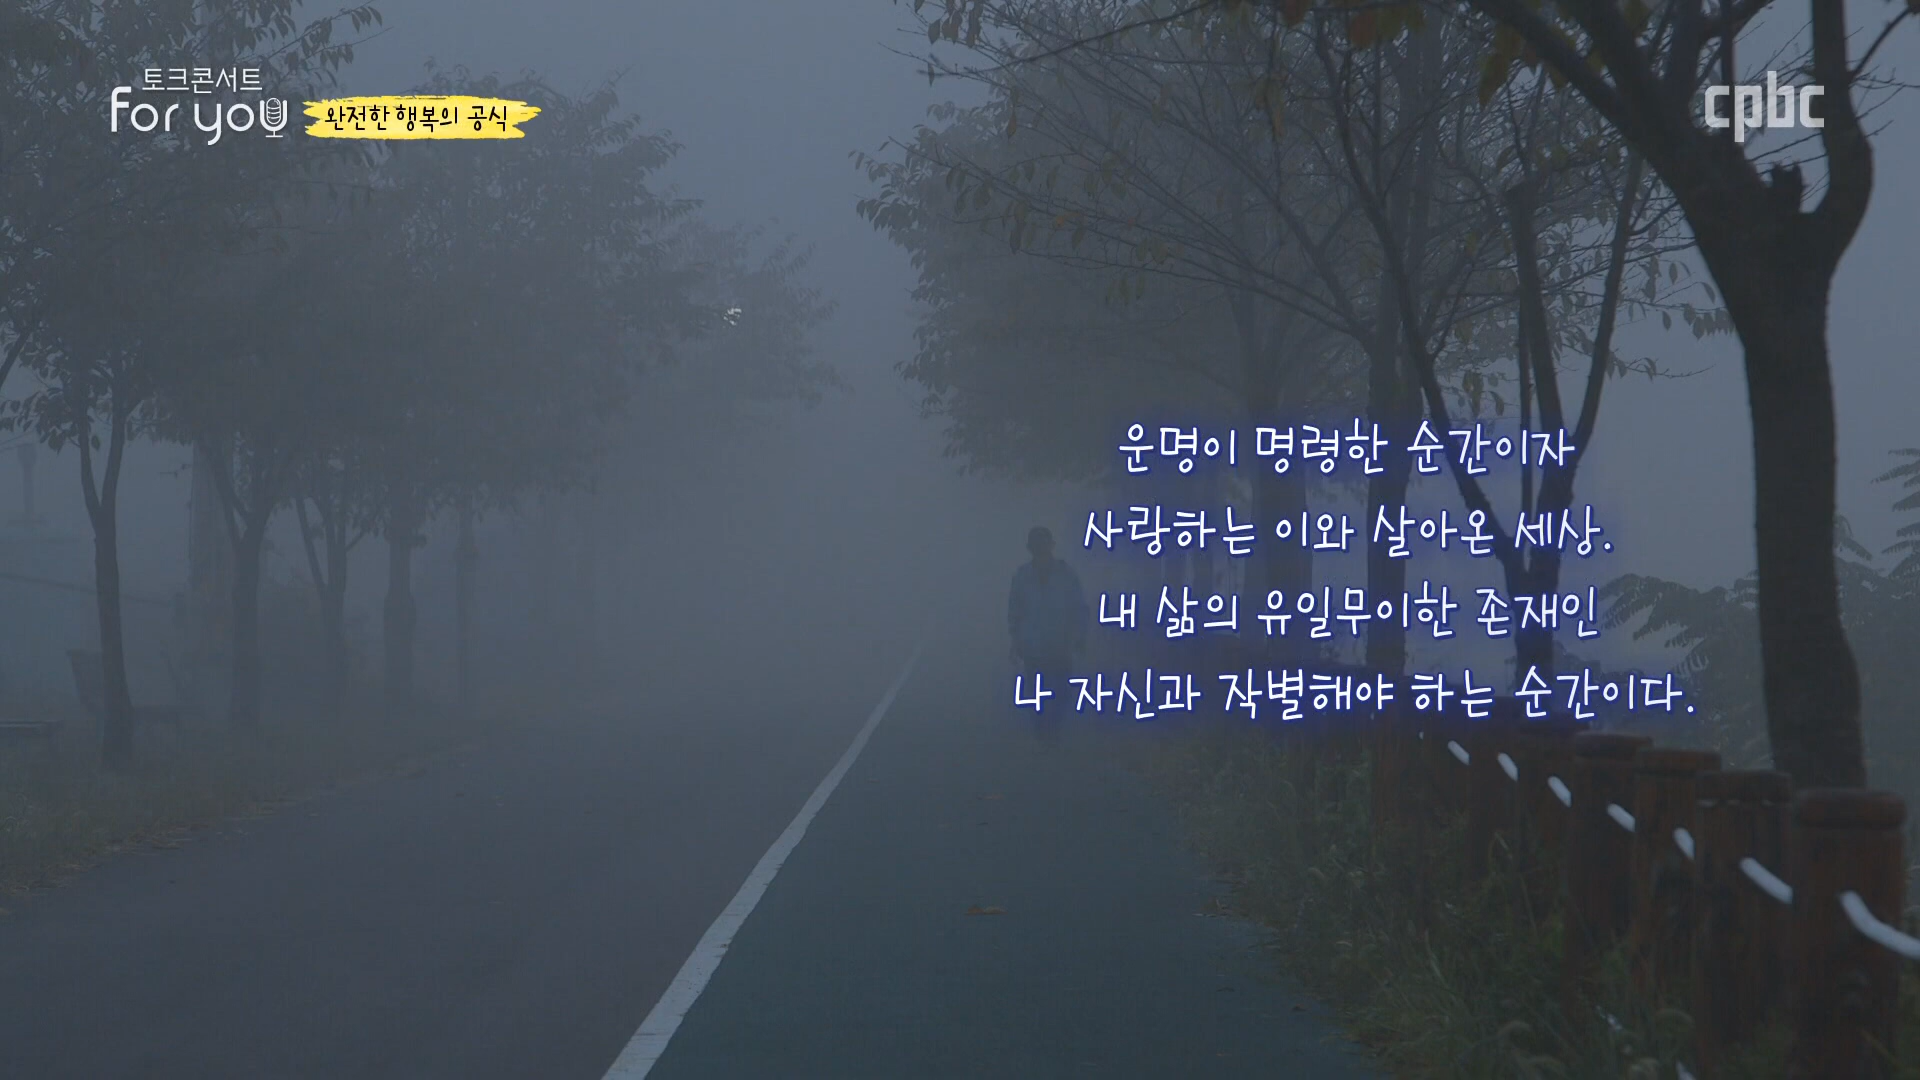 토크콘서트
for you
완전한 행복의 공식
cpbc
운명이 명령한 순간이자
사랑하는 이와 살아온 세상.
내 삶의 유일무이한 존재인
나 자신과 작별해야 하는 순간이다.